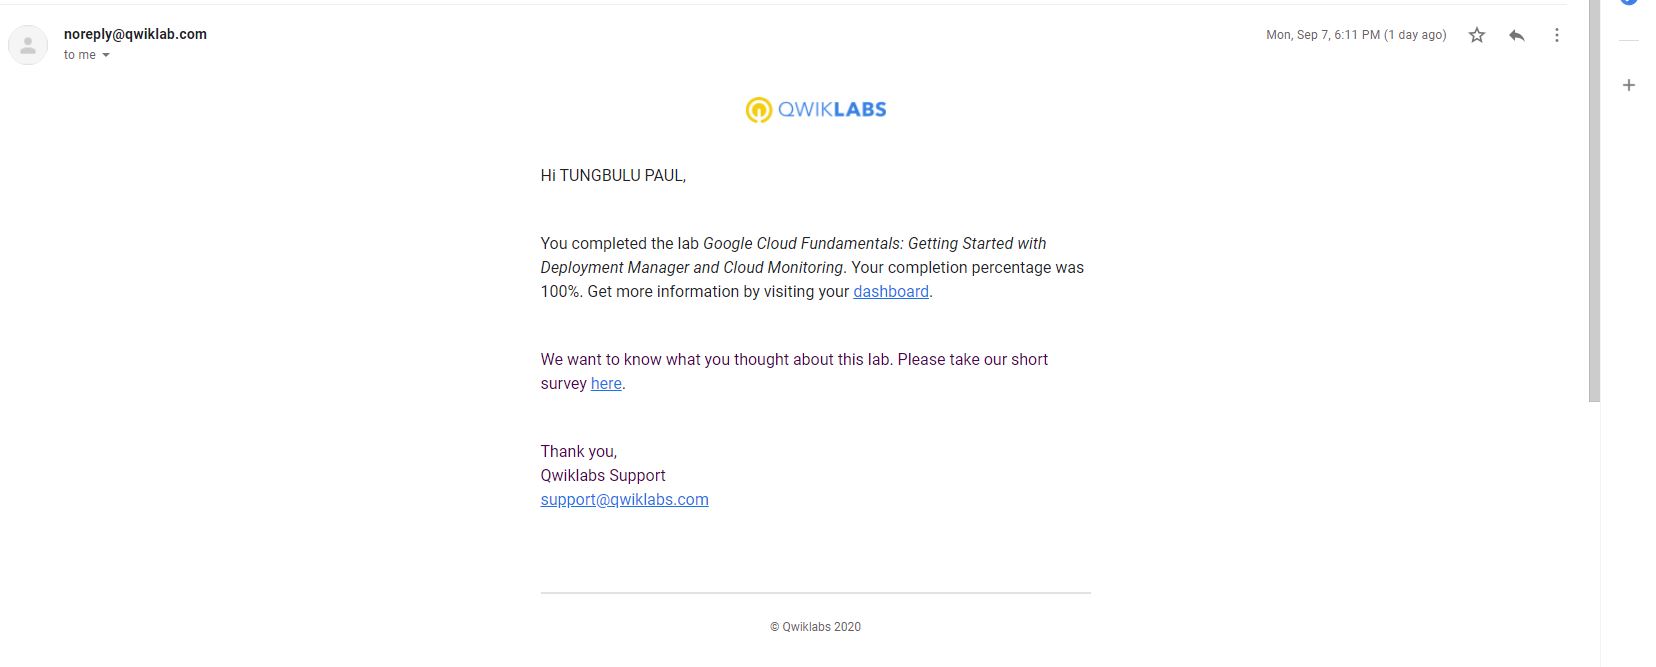 noreply@qwiklab.com
Mon, Sep 7, 6:11 PM (1 day ago)
to me
QWIKLABS
Hi TUNGBULU PAUL,
You completed the lab Google Cloud Fundamentals: Getting Started with
Deployment Manager and Cloud Monitoring. Your completion percentage was
100%. Get more information by visiting your dashboard.
We want to know what you thought about this lab. Please take our short
survey here.
Thank you,
Qwiklabs Support
support@qwiklabs.com
© Qwiklabs 2020